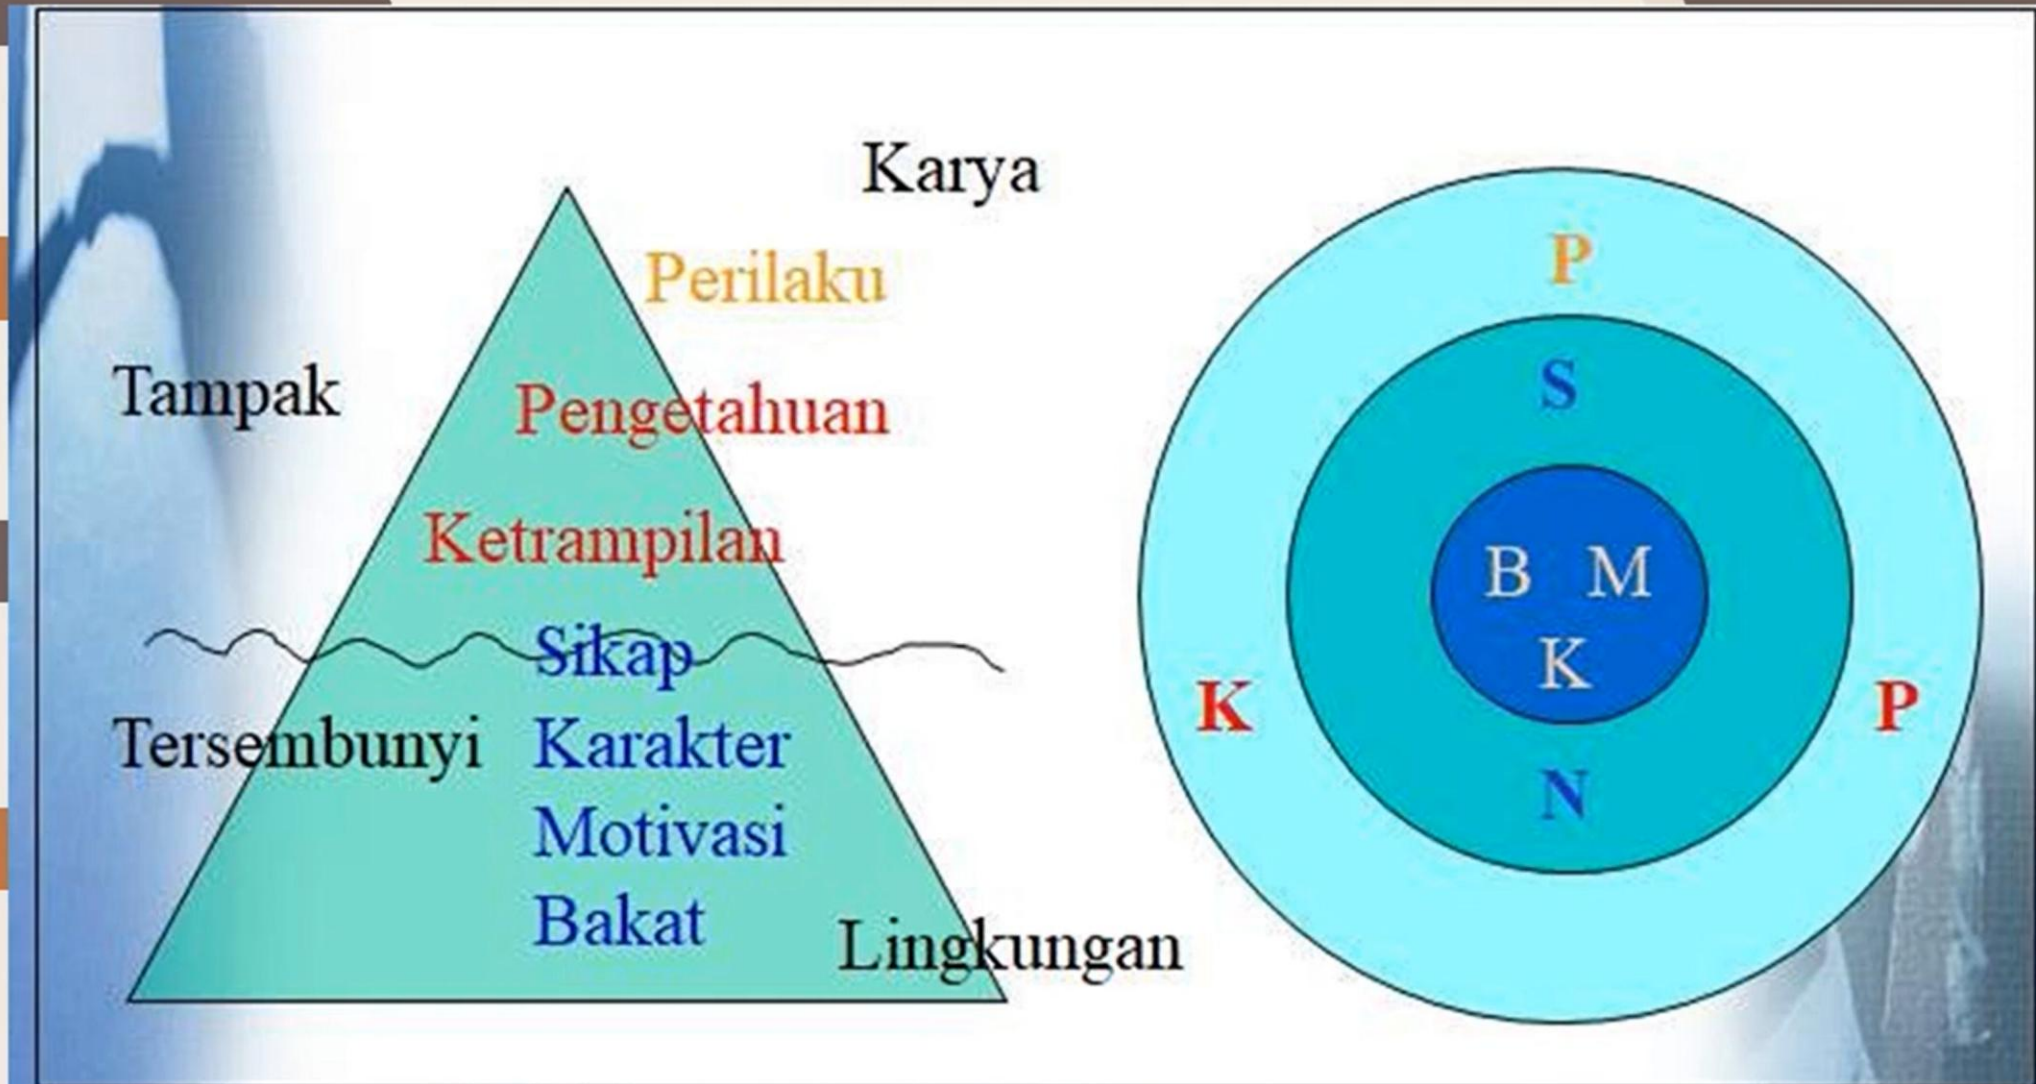 Karya
Perilaku
Tampak
Pengetahuan
Ketrampilan
Sikap
Tersembunyi
Karakter
Motivasi
Bakat
Lingkungan
P
S
B M
K
K
P
N